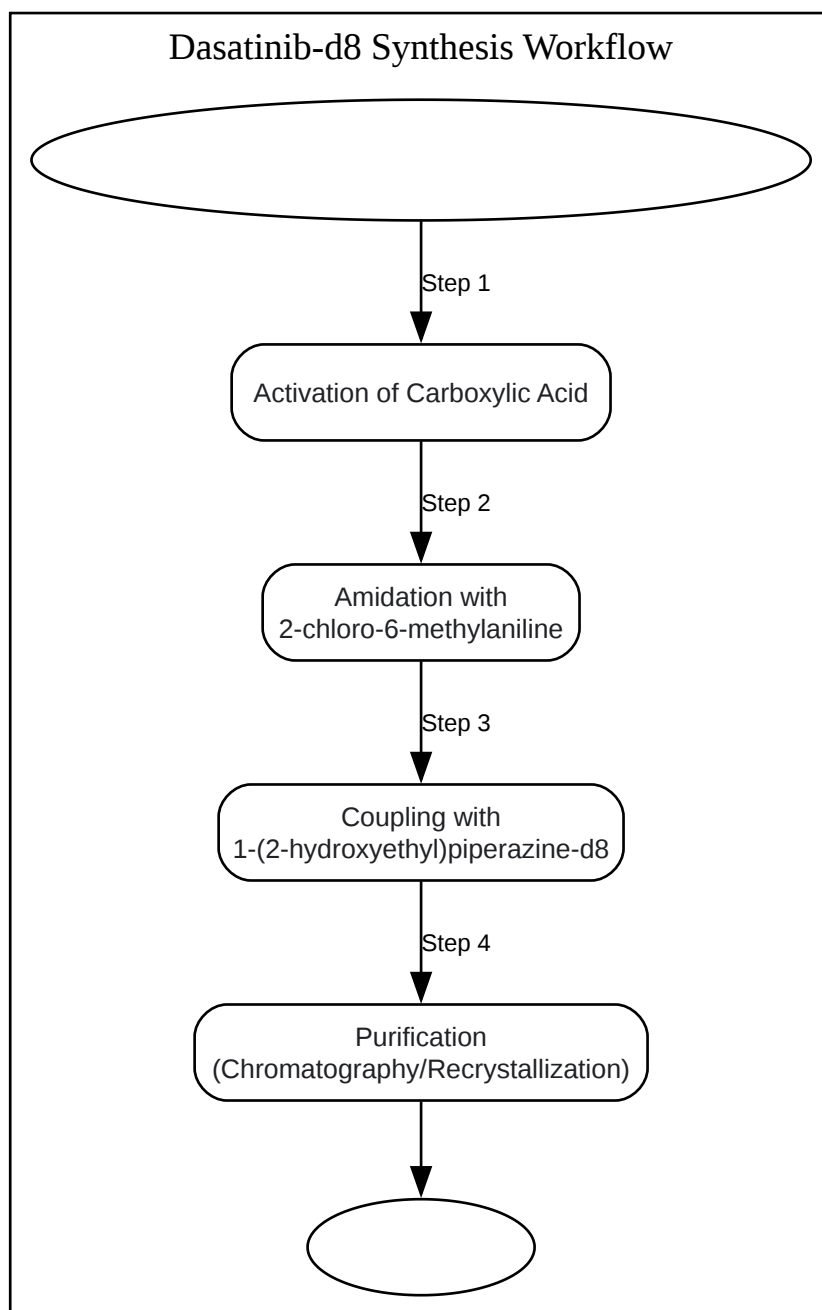 Dasatinib-d8 Synthesis Workflow
Step 1
Activation of Carboxylic Acid
Step 2
Amidation with
2-chloro-6-methylaniline
Step 3
Coupling with
1-(2-hydroxyethyl)piperazine-d8
Step 4
Purification
(Chromatography/Recrystallization)